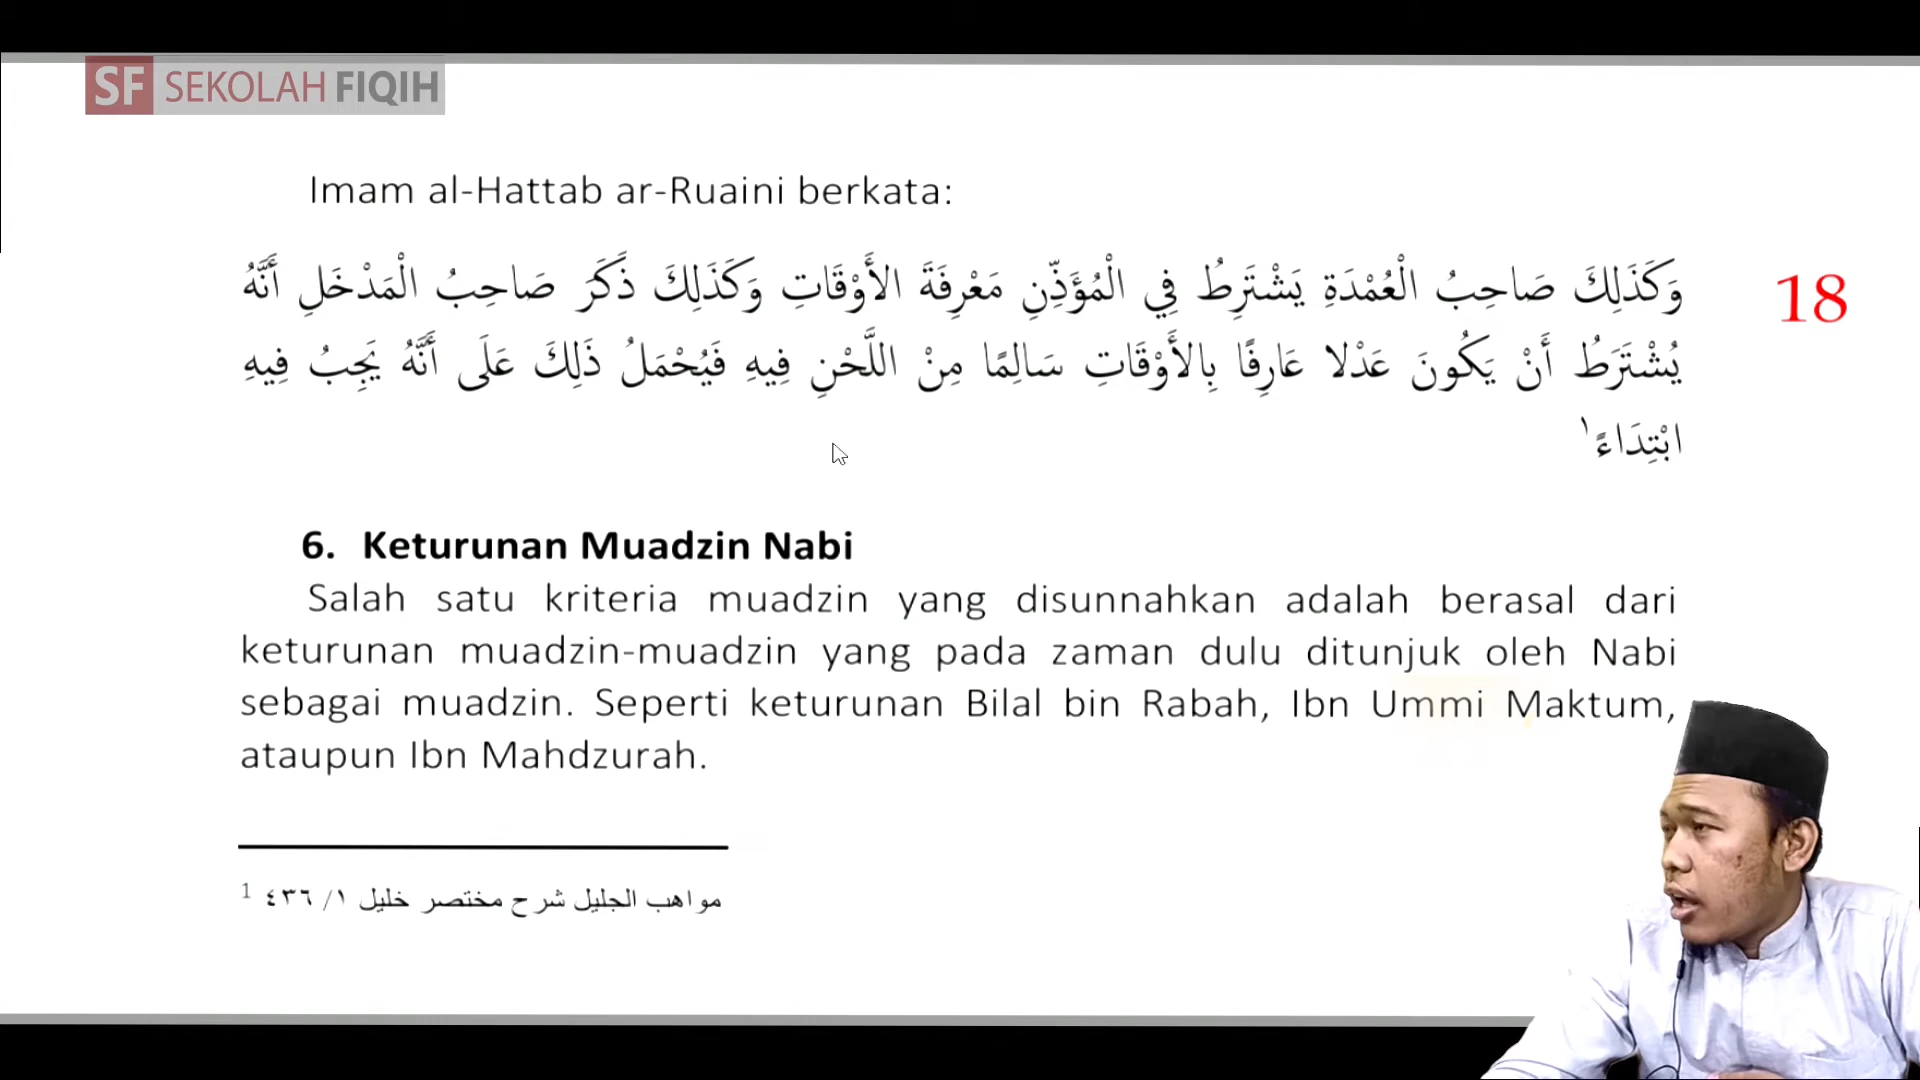 SF SEKOLAH FIQIH
Imam al-Hattab ar-Ruaini berkata:
وَكَذَلِكَ صَاحِبُ الْعُمْدَةِ يَشْتَرِطُ فِي الْمُؤَذِّنِ مَعْرِفَةَ الأَوْقَاتِ وَكَذَلِكَ ذَكَرَ صَاحِبُ الْمَدْخَلِ أَنَّهُ
18
يُشْتَرَطُ أَنْ يَكُونَ عَدْلا عَارِفًا بِالأَوْقَاتِ سَالِمًا مِنْ اللَّحْنِ فِيهِ فَيُحْمَلُ ذَلِكَ عَلَى أَنَّهُ يَجِبُ فِيهِ
ابْتِدَاءً١
6. Keturunan Muadzin Nabi
Salah satu kriteria muadzin yang disunnahkan adalah berasal dari
keturunan muadzin-muadzin yang pada zaman dulu ditunjuk oleh Nabi
sebagai muadzin. Seperti keturunan Bilal bin Rabah, Ibn Ummi Maktum,
ataupun Ibn Mahdzurah.
1 مواهب الجليل شرح مختصر خليل ١/ ٤٣٦